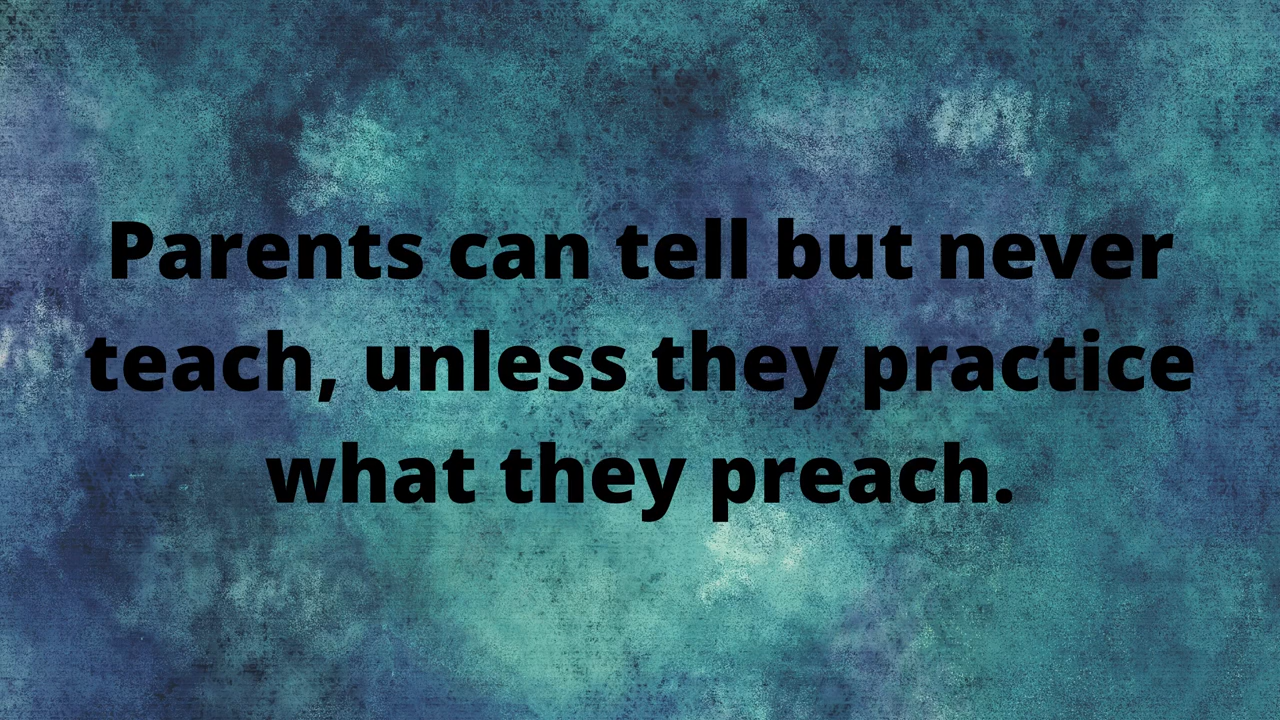 Parents can tell but never
teach, unless they practice
what they preach.